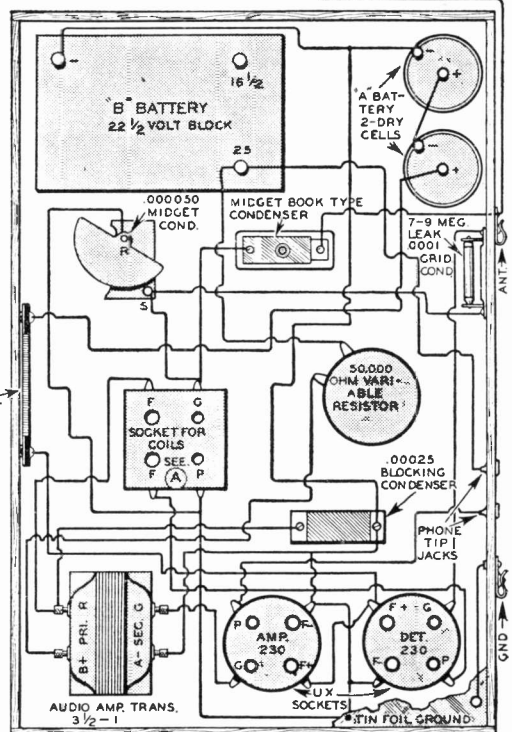 -
16 1/2
"B" BATTERY
22 1/2 VOLT BLOCK
25
-
+
"A" BAT-
TERY
2-DRY
CELLS
-
+
.000050
MIDGET
COND.
R
S
MIDGET BOOK TYPE
CONDENSER
7-9 MEG.
LEAK
.0001
GRID
COND.
ANT.
50,000
OHM VARI-
ABLE
RESISTOR
F G
SOCKET FOR
COILS
SEE
F A P
.00025
BLOCKING
CONDENSER
PHONE
TIP
JACKS
GND
B+ PRI. R
A- SEC. G
AUDIO AMP. TRANS.
3 1/2 - 1
P F-
AMP.
230
G F+
F+ G
DET.
230
F- P
UX
SOCKETS
TIN FOIL GROUND